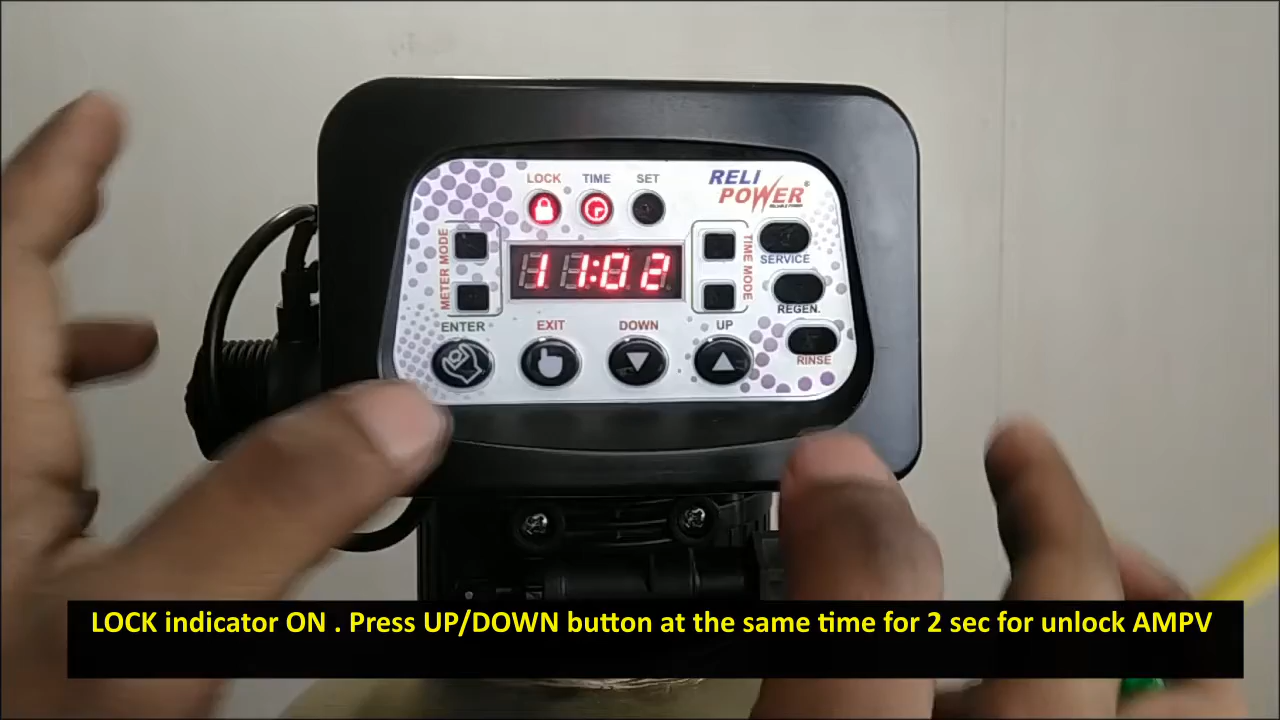 LOCK TIME SET
RELI
POWER
METER MODE
11:02
TIME MODE
SERVICE
REGEN.
ENTER EXIT DOWN UP
RINSE
LOCK indicator ON . Press UP/DOWN button at the same time for 2 sec for unlock AMPV